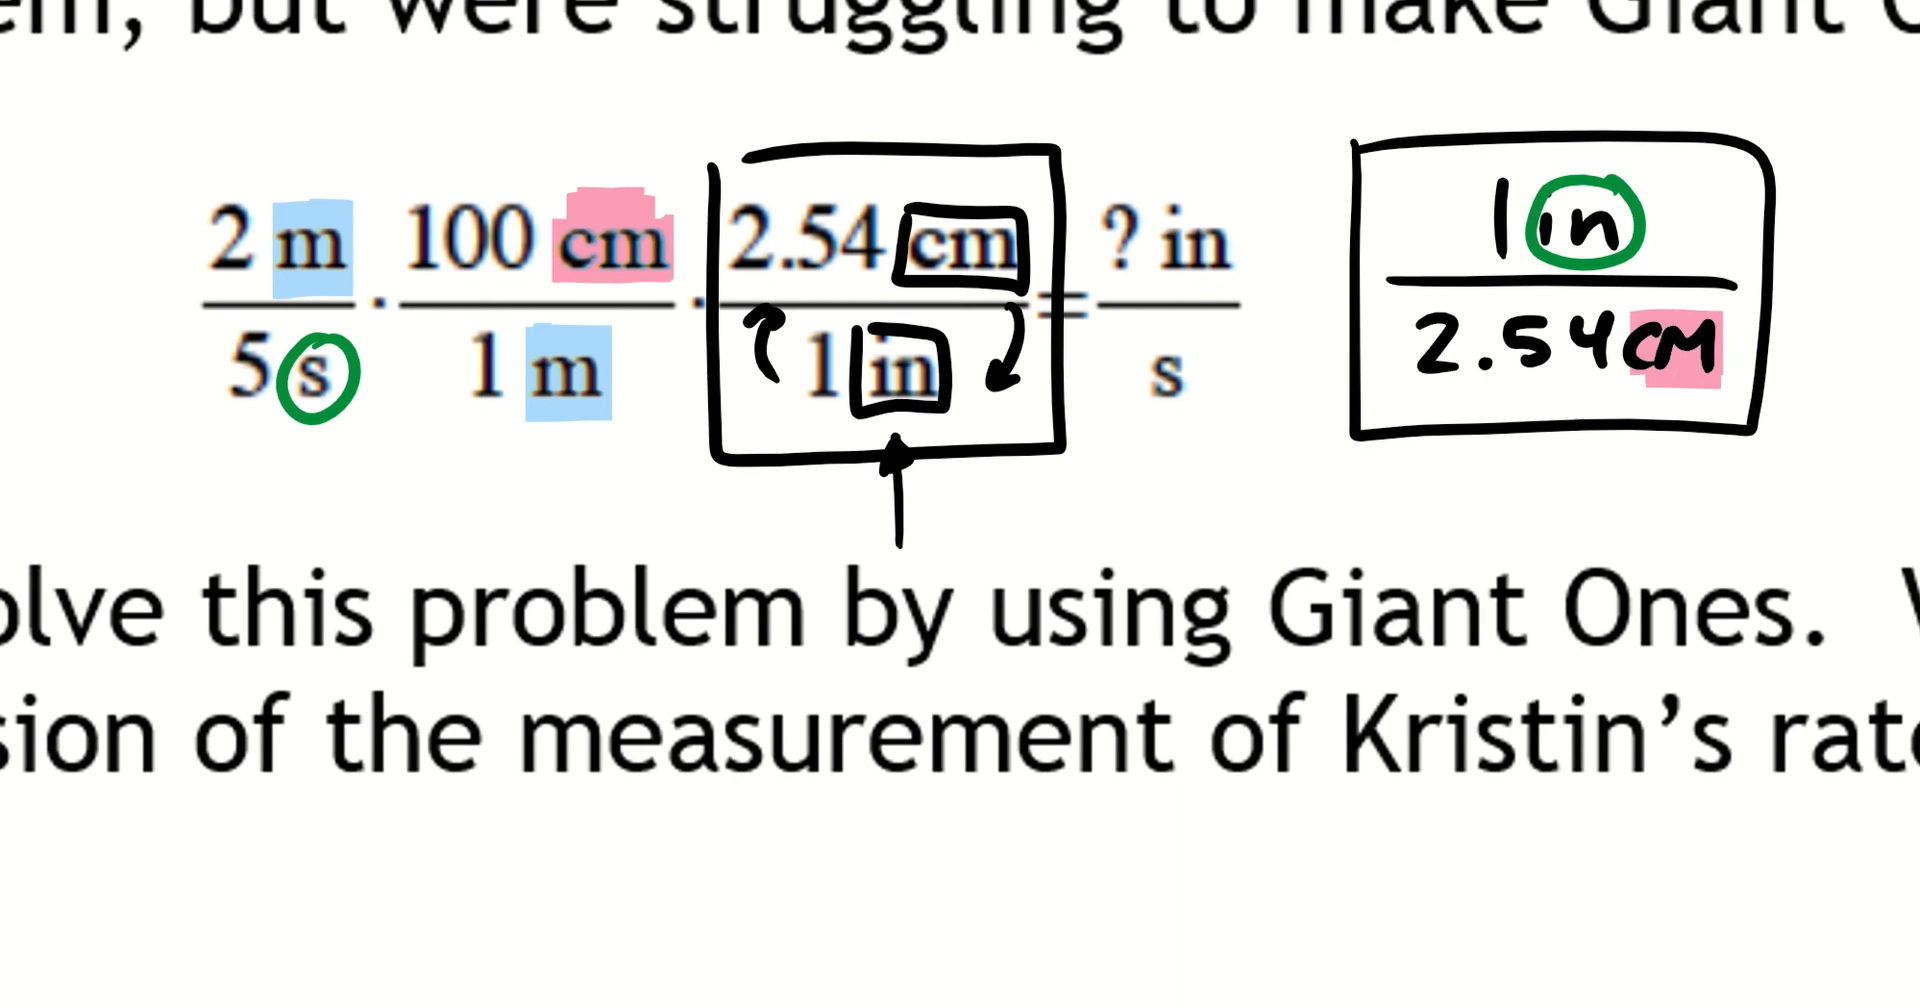 em, but were struggling to make Giant O
2 m / 5 s · 100 cm / 1 m · 2.54 cm / 1 in = ? in / s
1 in / 2.54 cm
olve this problem by using Giant Ones.
sion of the measurement of Kristin’s rate